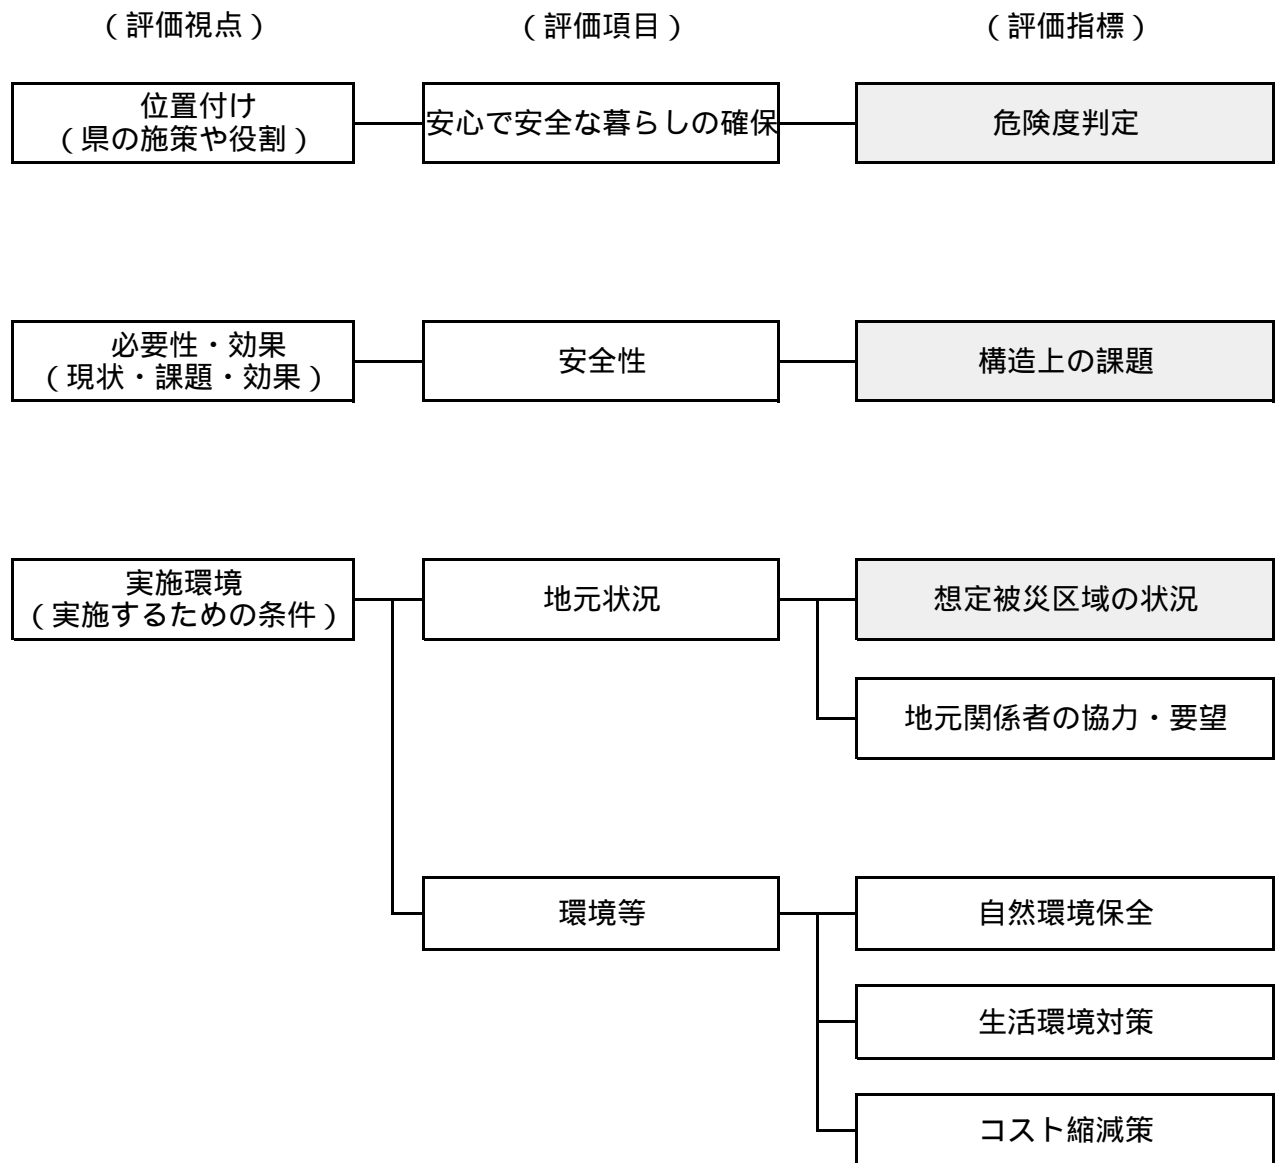 （評価視点）
（評価項目）
（評価指標）
位置付け
（県の施策や役割）
安心で安全な暮らしの確保
危険度判定
必要性・効果
（現状・課題・効果）
安全性
構造上の課題
実施環境
（実施するための条件）
地元状況
想定被災区域の状況
地元関係者の協力・要望
環境等
自然環境保全
生活環境対策
コスト縮減策